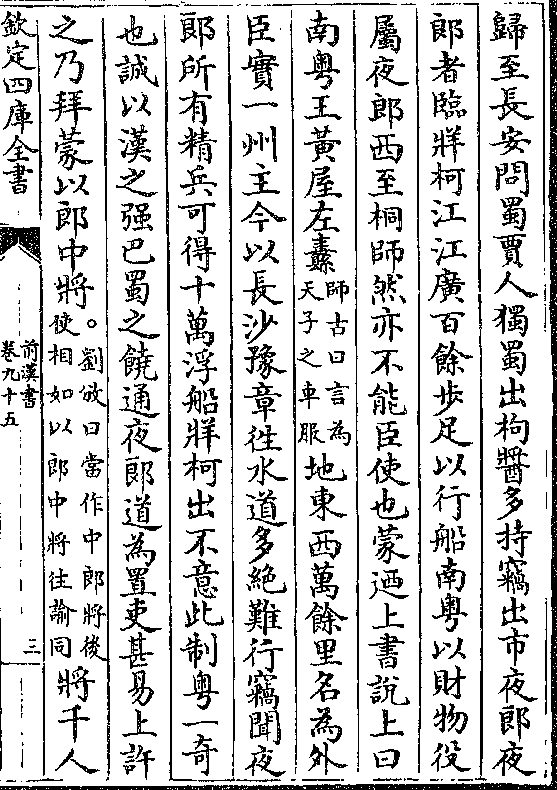 歸至長安問蜀賈人獨蜀出枸醬多持竊出市夜郎夜
郎者臨牂柯江江廣百餘步足以行船南粤以財物役
屬夜郎西至桐師然亦不能臣使也蒙迺上書說上曰
南粤王黃屋左纛師古曰言為天子之車服地東西萬餘里名為外
臣實一州主今以長沙豫章徃水道多絶難行竊聞夜
郎所有精兵可得十萬浮船牂柯出不意此制粤一奇
也誠以漢之强巴蜀之饒通夜郎道為置吏甚易上許
之乃拜蒙以郎中將。劉攽曰當作中郎將後使相如以郎中將徃諭同將千人
欽定四庫全書
前漢書
卷九十五
三